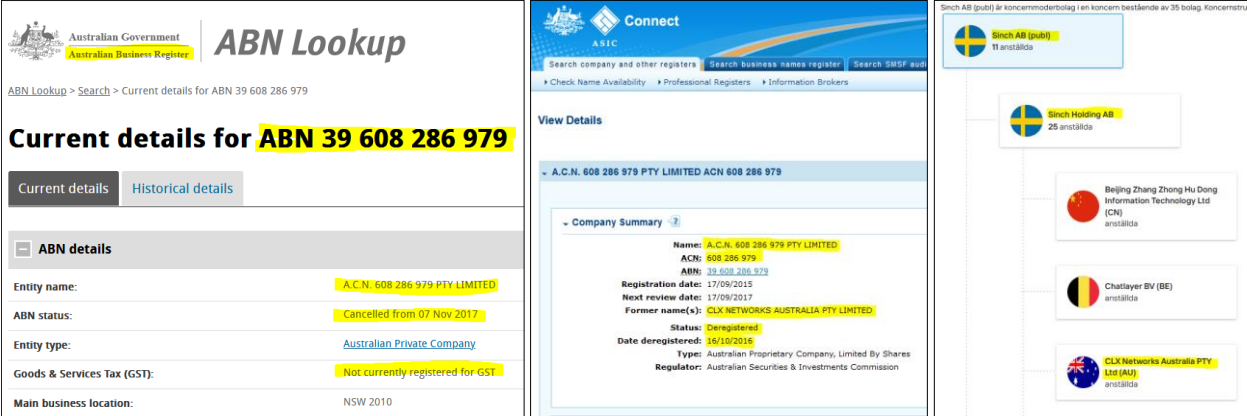 Australian Government
Australian Business Register
ABN Lookup
ABN Lookup > Search > Current details for ABN 39 608 286 979
Current details for ABN 39 608 286 979
Current details
Historical details
ABN details
Entity name: A.C.N. 608 286 979 PTY LIMITED
ABN status: Cancelled from 07 Nov 2017
Entity type: Australian Private Company
Goods & Services Tax (GST): Not currently registered for GST
Main business location: NSW 2010
ASIC
Connect
Search company and other registers
Search business names register
Search SMSF audi
Check Name Availability
Professional Registers
Information Brokers
View Details
A.C.N. 608 286 979 PTY LIMITED ACN 608 286 979
Company Summary ?
Name: A.C.N. 608 286 979 PTY LIMITED
ACN: 608 286 979
ABN: 39 608 286 979
Registration date: 17/09/2015
Next review date: 17/09/2017
Former name(s): CLX NETWORKS AUSTRALIA PTY LIMITED
Status: Deregistered
Date deregistered: 16/10/2016
Type: Australian Proprietary Company, Limited By Shares
Regulator: Australian Securities & Investments Commission
Sinch AB (publ) är koncernmoderbolag i en koncern bestående av 35 bolag. Koncernstru
Sinch AB (publ)
11 anställda
Sinch Holding AB
25 anställda
Beijing Zhang Zhong Hu Dong
Information Technology Ltd
(CN)
anställda
Chatlayer BV (BE)
anställda
CLX Networks Australia PTY
Ltd (AU)
anställda